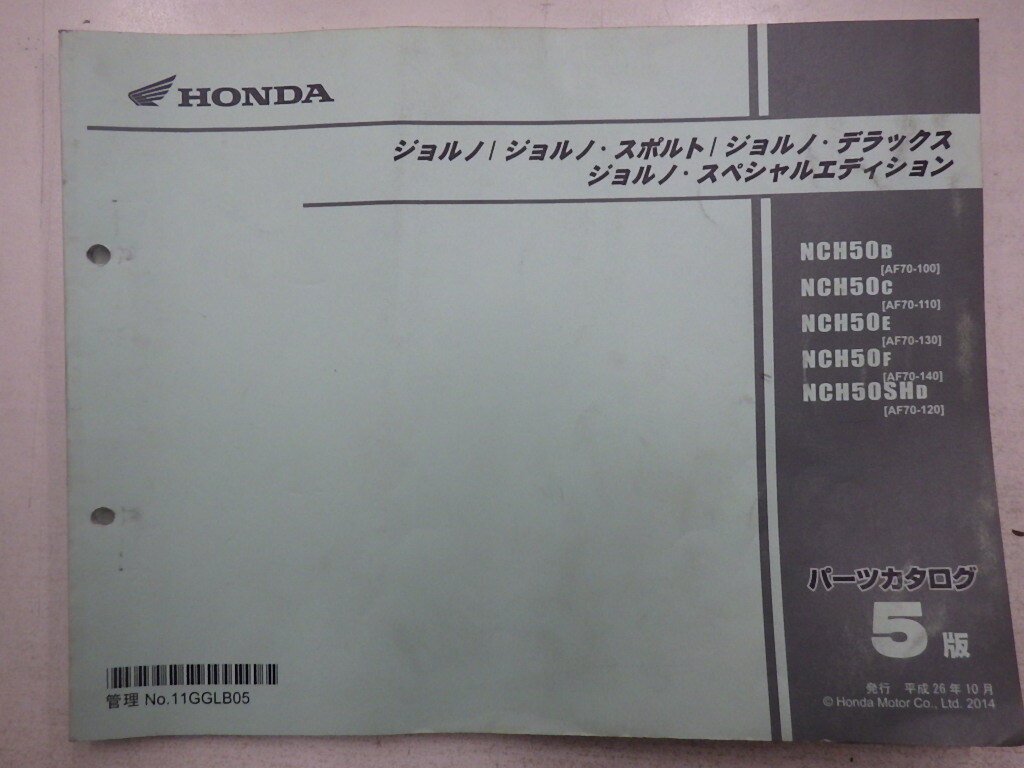 HONDA
ジョルノ/ジョルノ・スポルト/ジョルノ・デラックス
ジョルノ・スペシャルエディション
NCH50B
[AF70-100]
NCH50C
[AF70-110]
NCH50E
[AF70-130]
NCH50F
[AF70-140]
NCH50SHD
[AF70-120]
パーツカタログ
5版
発行 平成26年10月
© Honda Motor Co., Ltd. 2014
管理 No.11GGLB05